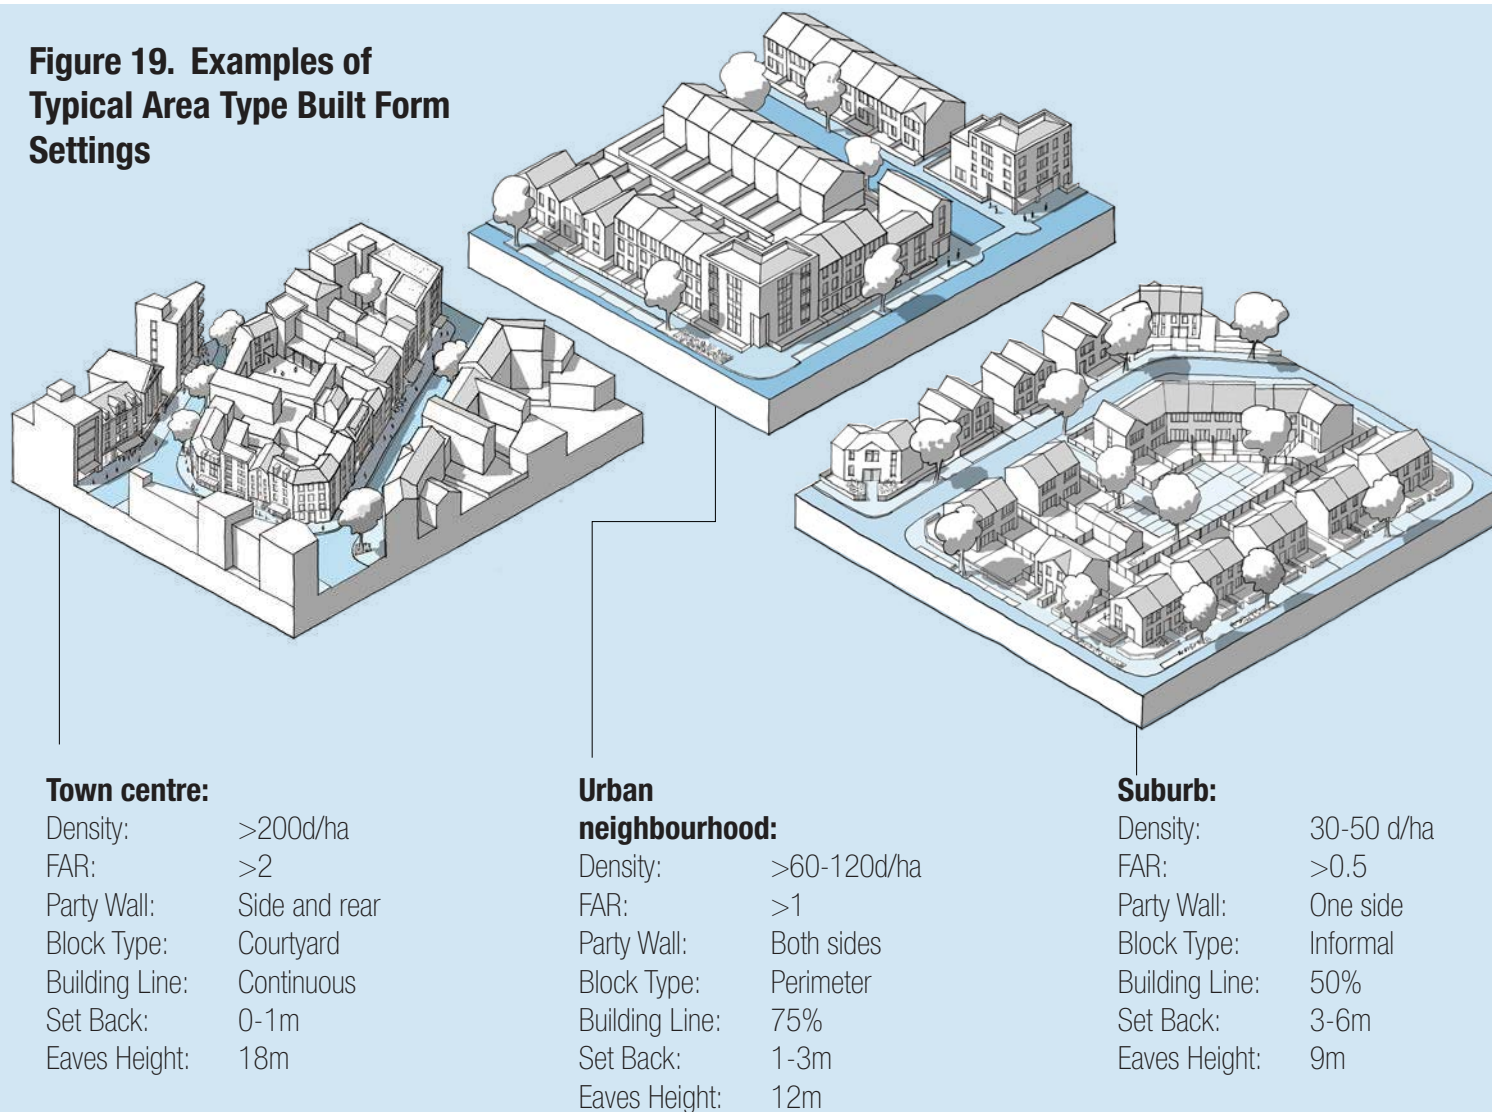 Figure 19. Examples of
Typical Area Type Built Form
Settings
Town centre:
Density: >200d/ha
FAR: >2
Party Wall: Side and rear
Block Type: Courtyard
Building Line: Continuous
Set Back: 0-1m
Eaves Height: 18m
Urban
neighbourhood:
Density: >60-120d/ha
FAR: >1
Party Wall: Both sides
Block Type: Perimeter
Building Line: 75%
Set Back: 1-3m
Eaves Height: 12m
Suburb:
Density: 30-50 d/ha
FAR: >0.5
Party Wall: One side
Block Type: Informal
Building Line: 50%
Set Back: 3-6m
Eaves Height: 9m